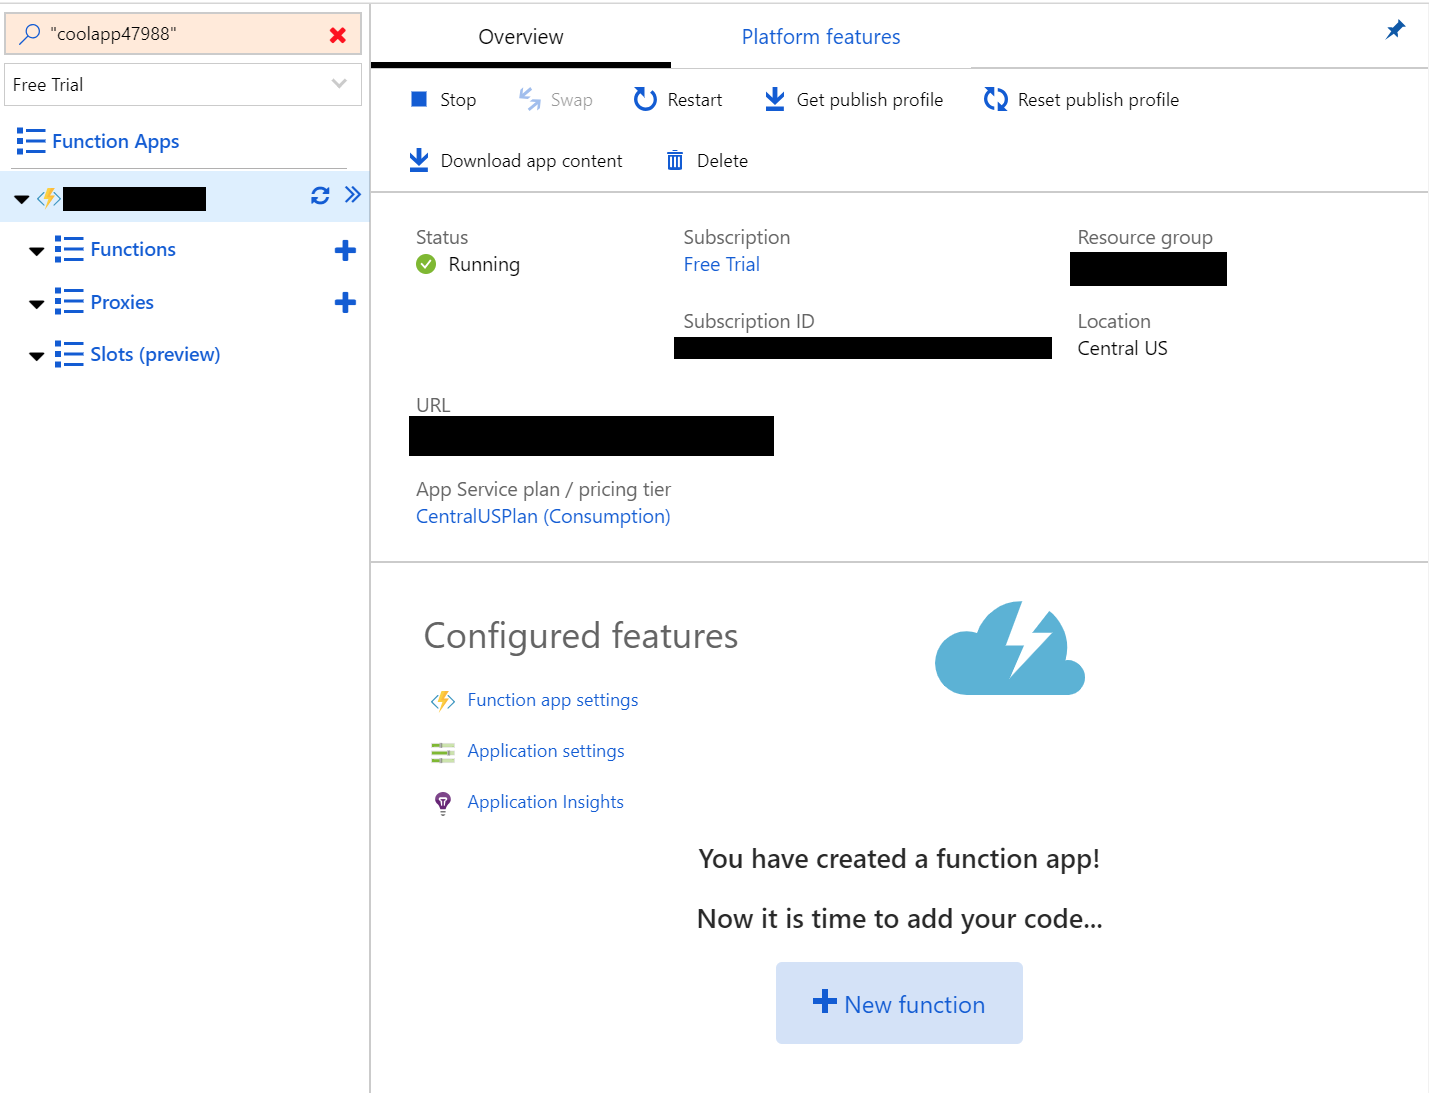 "coolapp47988"
Free Trial
Function Apps
Functions
Proxies
Slots (preview)
Overview
Platform features
Stop
Swap
Restart
Get publish profile
Reset publish profile
Download app content
Delete
Status
Running
Subscription
Free Trial
Resource group
Subscription ID
Location
Central US
URL
App Service plan / pricing tier
CentralUSPlan (Consumption)
Configured features
Function app settings
Application settings
Application Insights
You have created a function app!
Now it is time to add your code...
New function